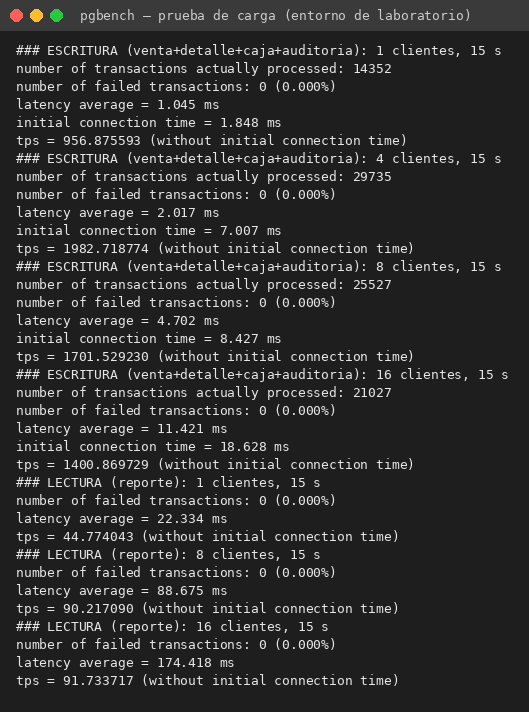 pgbench — prueba de carga (entorno de laboratorio)
### ESCRITURA (venta+detalle+caja+auditoria): 1 clientes, 15 s
number of transactions actually processed: 14352
number of failed transactions: 0 (0.000%)
latency average = 1.045 ms
initial connection time = 1.848 ms
tps = 956.875593 (without initial connection time)
### ESCRITURA (venta+detalle+caja+auditoria): 4 clientes, 15 s
number of transactions actually processed: 29735
number of failed transactions: 0 (0.000%)
latency average = 2.017 ms
initial connection time = 7.007 ms
tps = 1982.718774 (without initial connection time)
### ESCRITURA (venta+detalle+caja+auditoria): 8 clientes, 15 s
number of transactions actually processed: 25527
number of failed transactions: 0 (0.000%)
latency average = 4.702 ms
initial connection time = 8.427 ms
tps = 1701.529230 (without initial connection time)
### ESCRITURA (venta+detalle+caja+auditoria): 16 clientes, 15 s
number of transactions actually processed: 21027
number of failed transactions: 0 (0.000%)
latency average = 11.421 ms
initial connection time = 18.628 ms
tps = 1400.869729 (without initial connection time)
### LECTURA (reporte): 1 clientes, 15 s
number of failed transactions: 0 (0.000%)
latency average = 22.334 ms
tps = 44.774043 (without initial connection time)
### LECTURA (reporte): 8 clientes, 15 s
number of failed transactions: 0 (0.000%)
latency average = 88.675 ms
tps = 90.217090 (without initial connection time)
### LECTURA (reporte): 16 clientes, 15 s
number of failed transactions: 0 (0.000%)
latency average = 174.418 ms
tps = 91.733717 (without initial connection time)